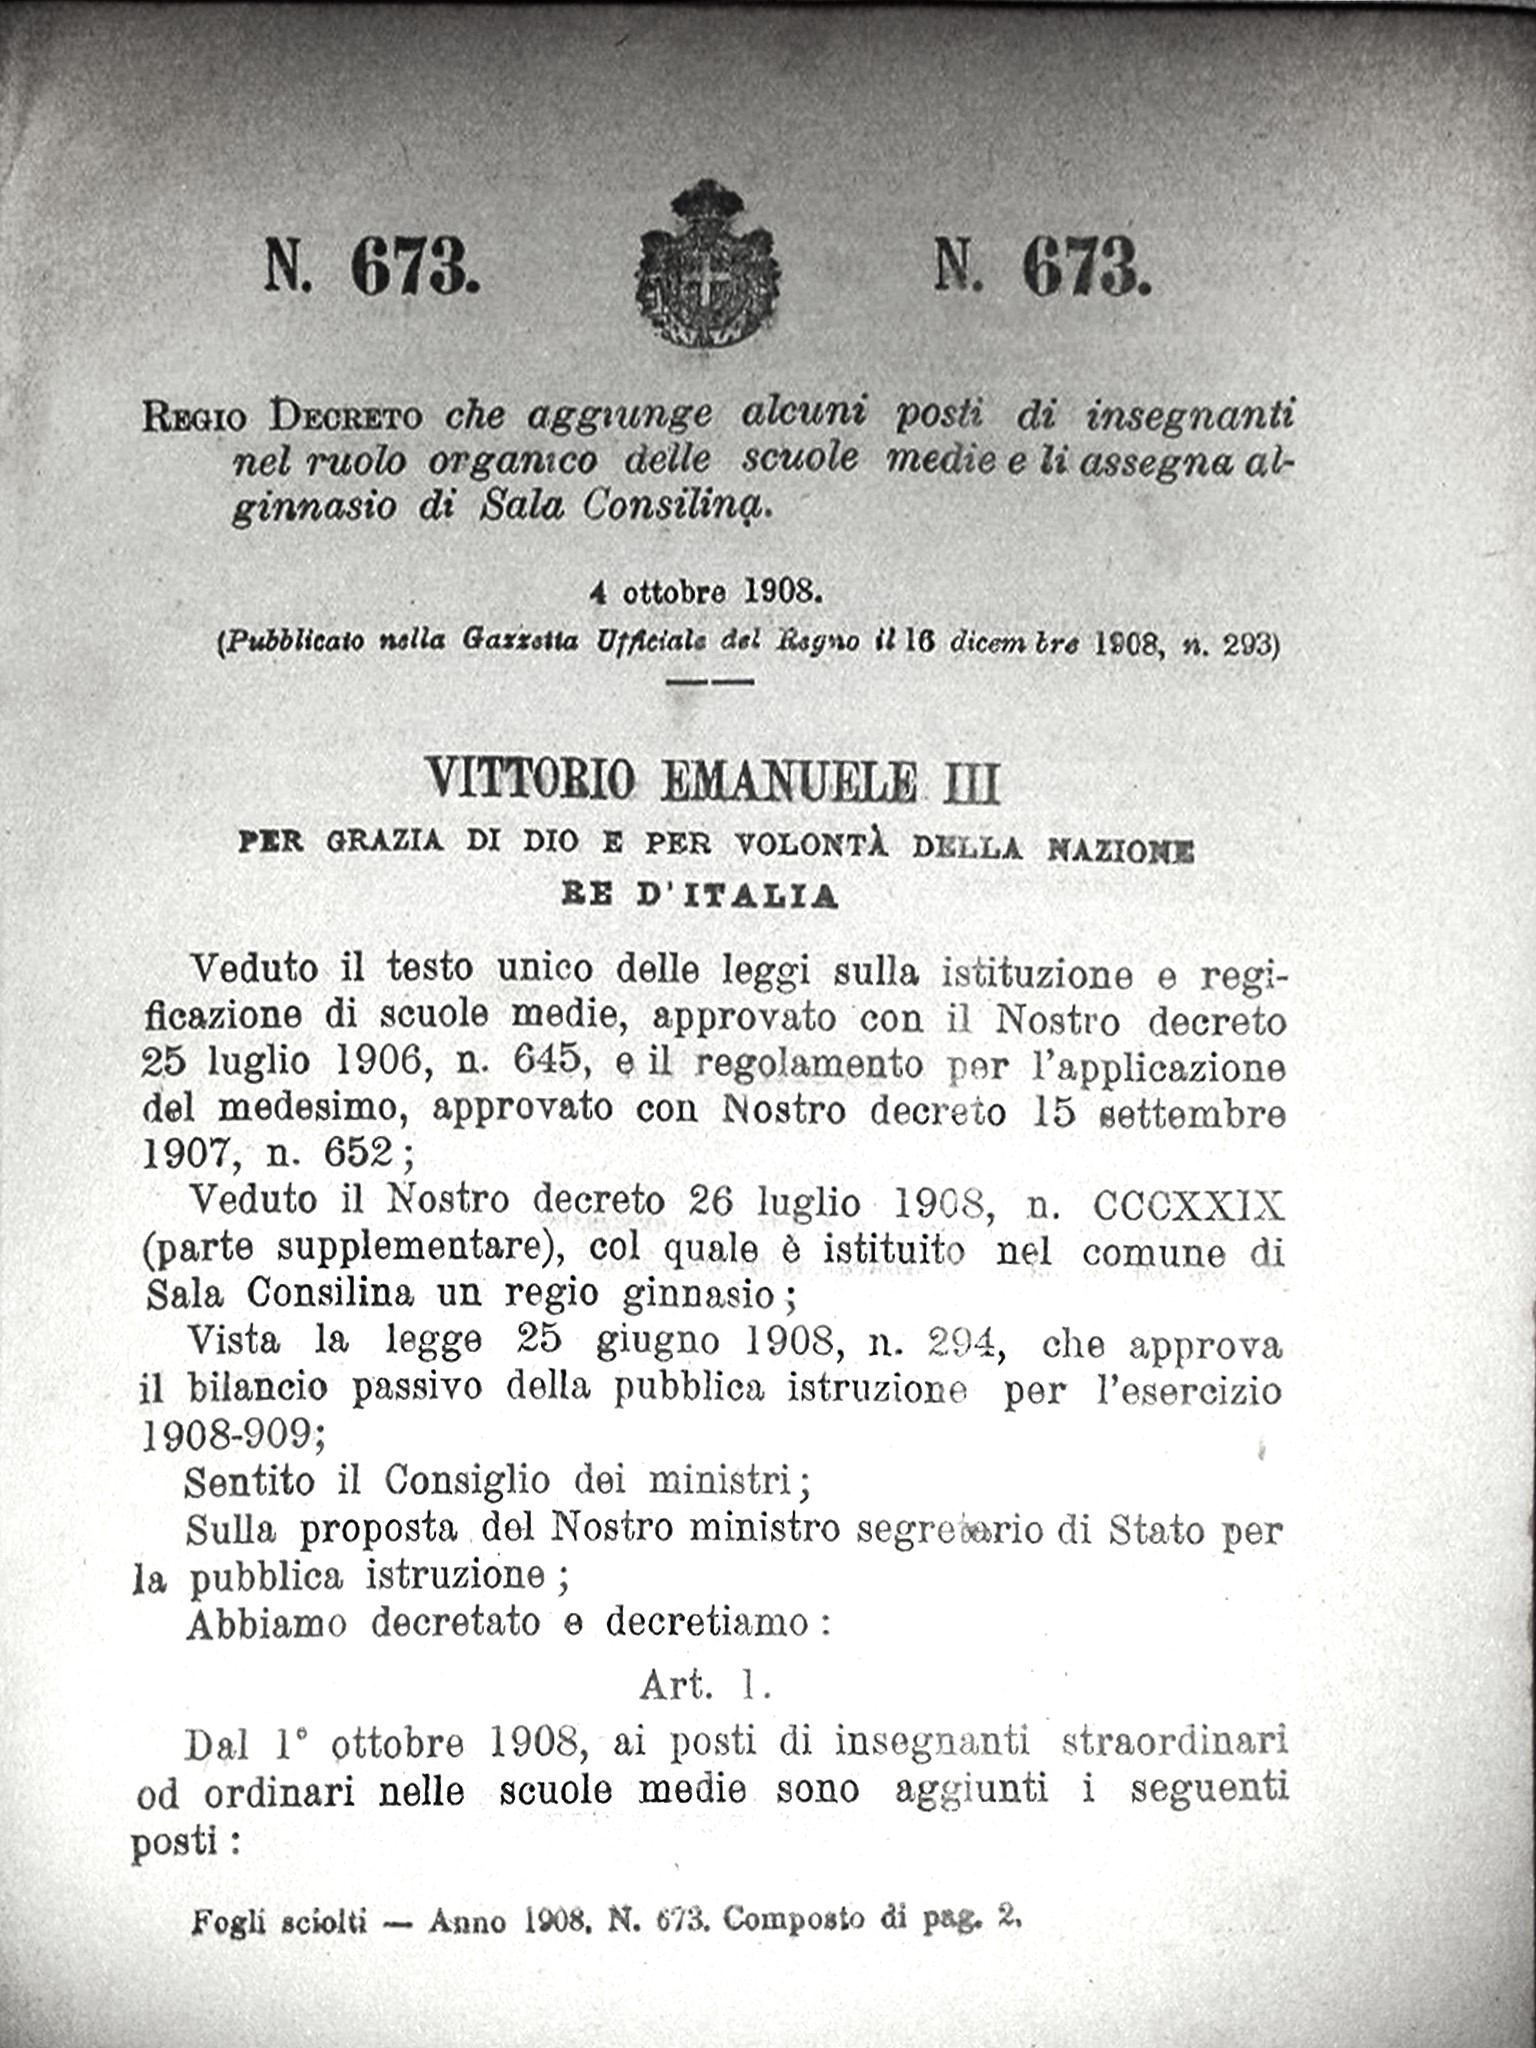 N. 673. N. 673.
REGIO DECRETO che aggiunge alcuni posti di insegnanti
nel ruolo organico delle scuole medie e li assegna al-
ginnasio di Sala Consilina.
4 ottobre 1908.
(Pubblicato nella Gazzetta Ufficiale del Regno il 16 dicembre 1908, n. 293)
VITTORIO EMANUELE III
PER GRAZIA DI DIO E PER VOLONTÀ DELLA NAZIONE
RE D'ITALIA
Veduto il testo unico delle leggi sulla istituzione e regi-
ficazione di scuole medie, approvato con il Nostro decreto
25 luglio 1906, n. 645, e il regolamento per l'applicazione
del medesimo, approvato con Nostro decreto 15 settembre
1907, n. 652;
Veduto il Nostro decreto 26 luglio 1908, n. CCCXXIX
(parte supplementare), col quale è istituito nel comune di
Sala Consilina un regio ginnasio;
Vista la legge 25 giugno 1908, n. 294, che approva
il bilancio passivo della pubblica istruzione per l'esercizio
1908-909;
Sentito il Consiglio dei ministri;
Sulla proposta del Nostro ministro segretario di Stato per
la pubblica istruzione;
Abbiamo decretato e decretiamo:
Art. 1.
Dal 1° ottobre 1908, ai posti di insegnanti straordinari
od ordinari nelle scuole medie sono aggiunti i seguenti
posti:
Fogli sciolti — Anno 1908. N. 673. Composto di pag. 2.